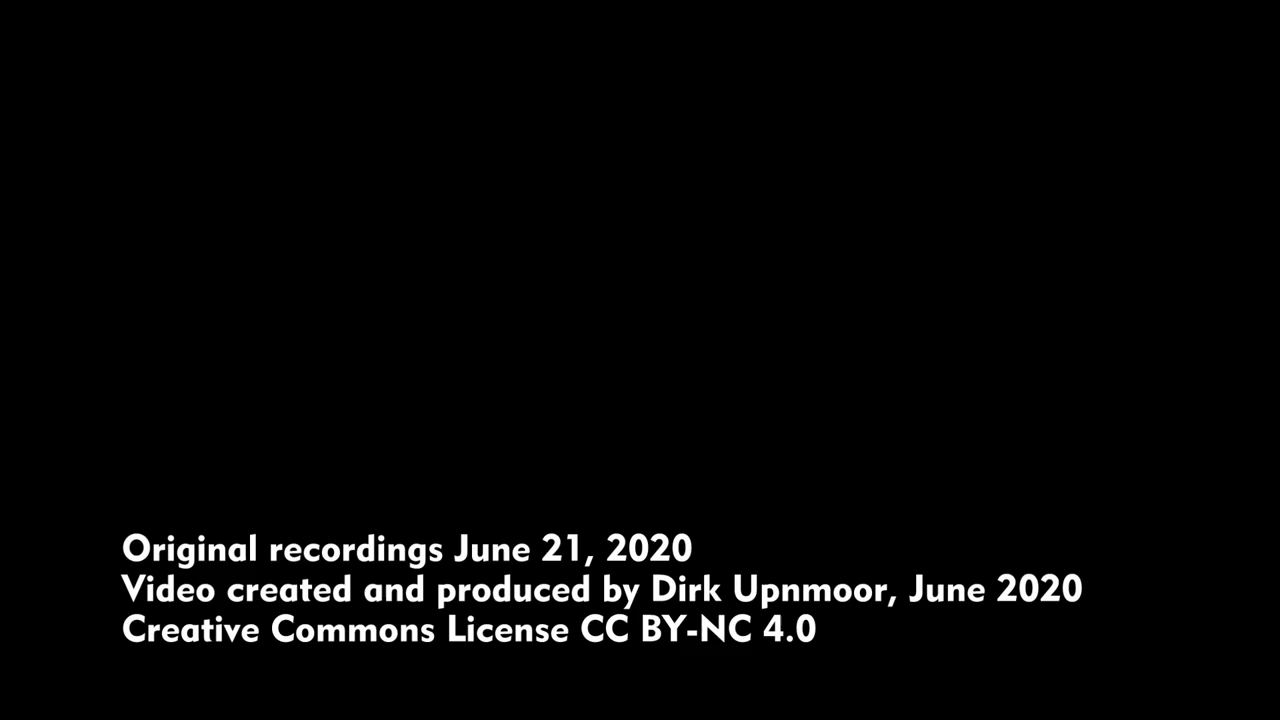 Original recordings June 21, 2020
Video created and produced by Dirk Upnmoor, June 2020
Creative Commons License CC BY-NC 4.0